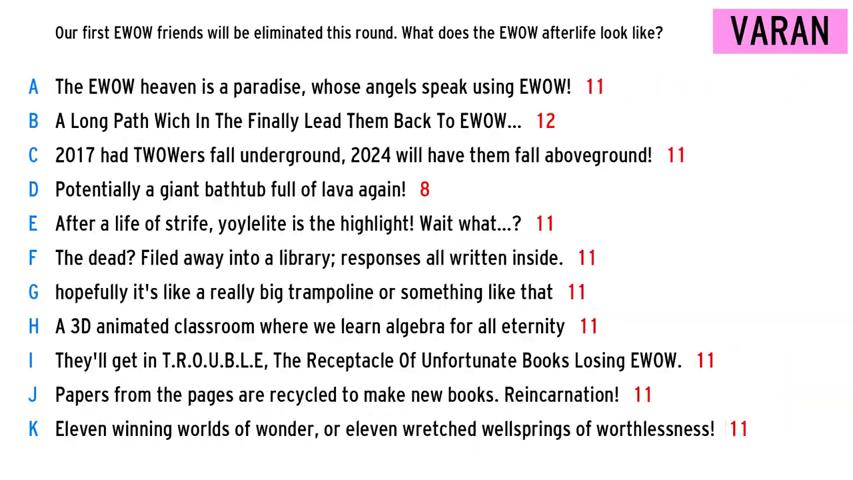 Our first EWOW friends will be eliminated this round. What does the EWOW afterlife look like?
VARAN
A The EWOW heaven is a paradise, whose angels speak using EWOW! 11
B A Long Path Wich In The Finally Lead Them Back To EWOW... 12
C 2017 had TWOWers fall underground, 2024 will have them fall aboveground! 11
D Potentially a giant bathtub full of lava again! 8
E After a life of strife, yoylelite is the highlight! Wait what...? 11
F The dead? Filed away into a library; responses all written inside. 11
G hopefully it's like a really big trampoline or something like that 11
H A 3D animated classroom where we learn algebra for all eternity 11
I They'll get in T.R.O.U.B.L.E, The Receptacle Of Unfortunate Books Losing EWOW. 11
J Papers from the pages are recycled to make new books. Reincarnation! 11
K Eleven winning worlds of wonder, or eleven wretched wellsprings of worthlessness! 11